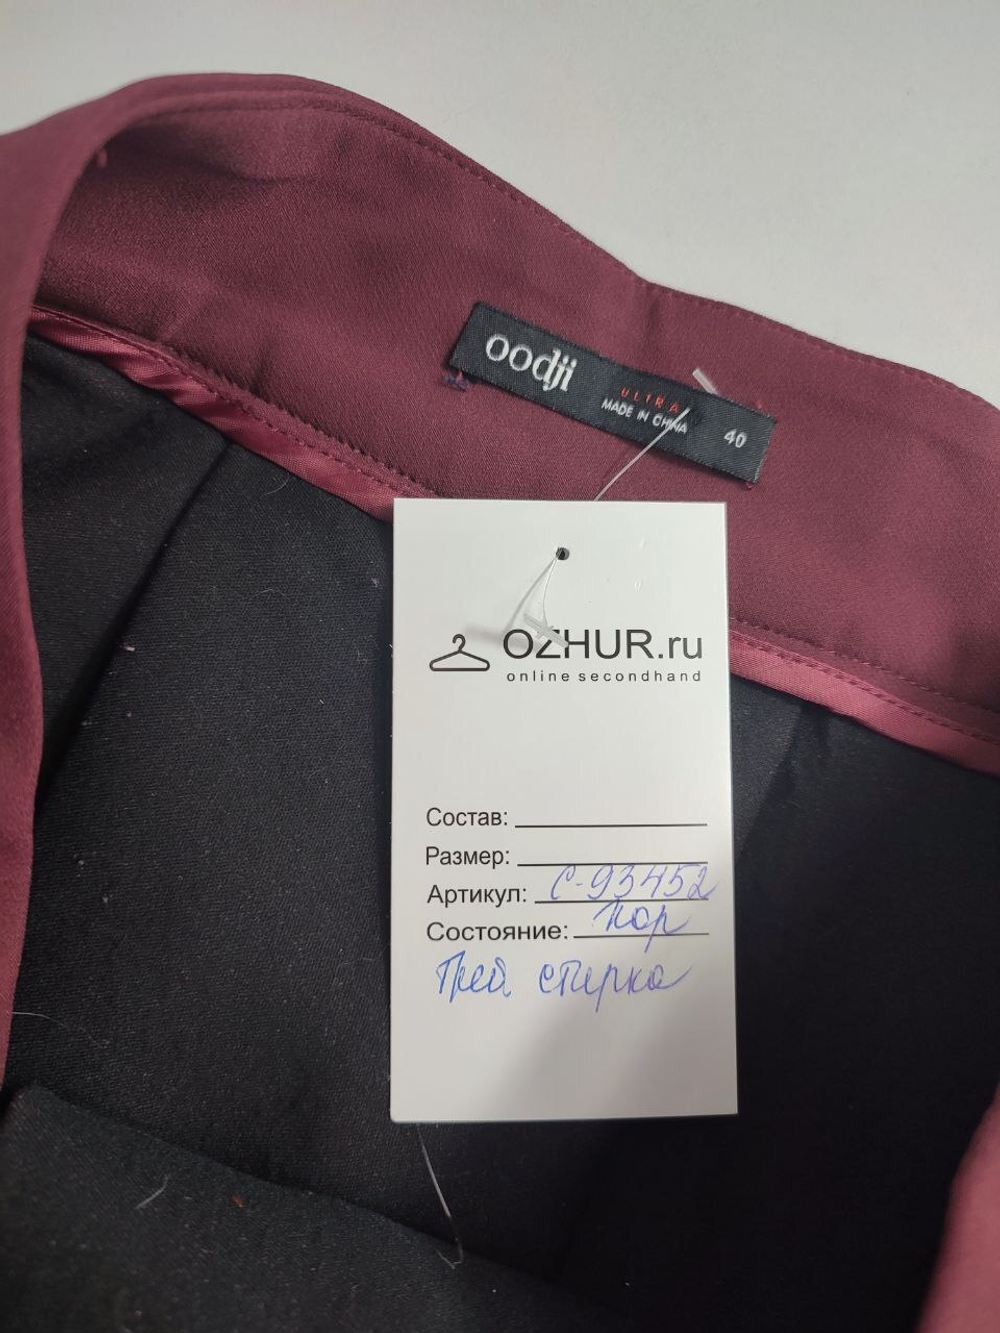 oodji
ULTRA
MADE IN CHINA
40
OZHUR.ru
online secondhand
Состав:
Размер:
Артикул: С-93452
Состояние: хор
Треб. стирка